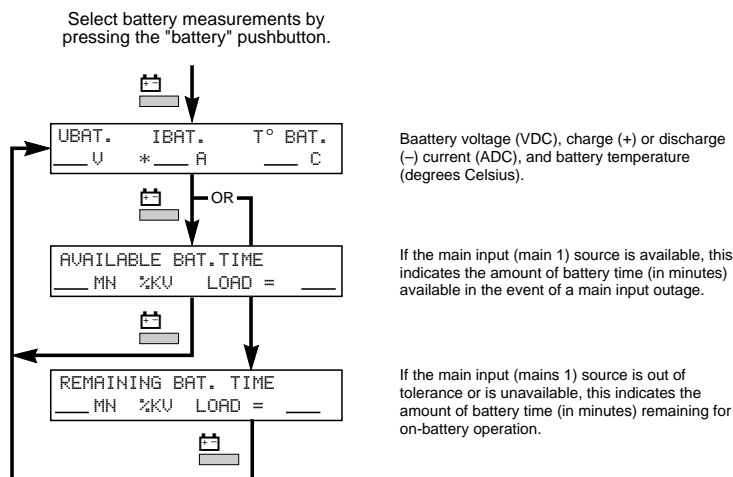 Select battery measurements by
pressing the "battery" pushbutton.
+ −
UBAT. IBAT. T° BAT.
___ V *___ A ___ C
Baattery voltage (VDC), charge (+) or discharge
(–) current (ADC), and battery temperature
(degrees Celsius).
+ −
OR
AVAILABLE BAT.TIME
___ MN %KV LOAD = ___
If the main input (main 1) source is available, this
indicates the amount of battery time (in minutes)
available in the event of a main input outage.
+ −
REMAINING BAT. TIME
___ MN %KV LOAD = ___
If the main input (mains 1) source is out of
tolerance or is unavailable, this indicates the
amount of battery time (in minutes) remaining for
on-battery operation.
+ −